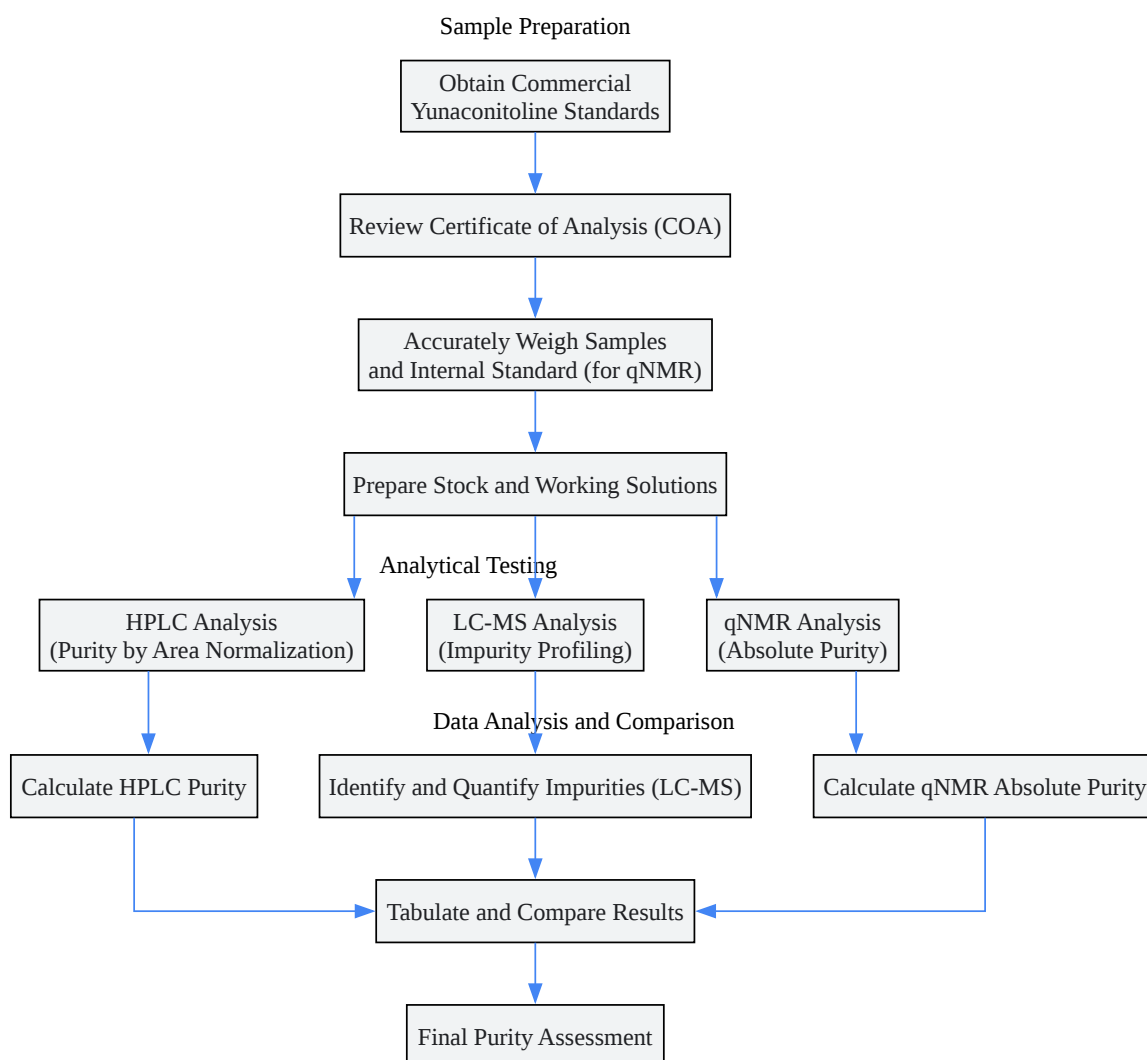 Sample Preparation
Obtain Commercial
Yunaconitoline Standards
Review Certificate of Analysis (COA)
Accurately Weigh Samples
and Internal Standard (for qNMR)
Prepare Stock and Working Solutions
Analytical Testing
HPLC Analysis
(Purity by Area Normalization)
LC-MS Analysis
(Impurity Profiling)
qNMR Analysis
(Absolute Purity)
Data Analysis and Comparison
Calculate HPLC Purity
Identify and Quantify Impurities (LC-MS)
Calculate qNMR Absolute Purity
Tabulate and Compare Results
Final Purity Assessment